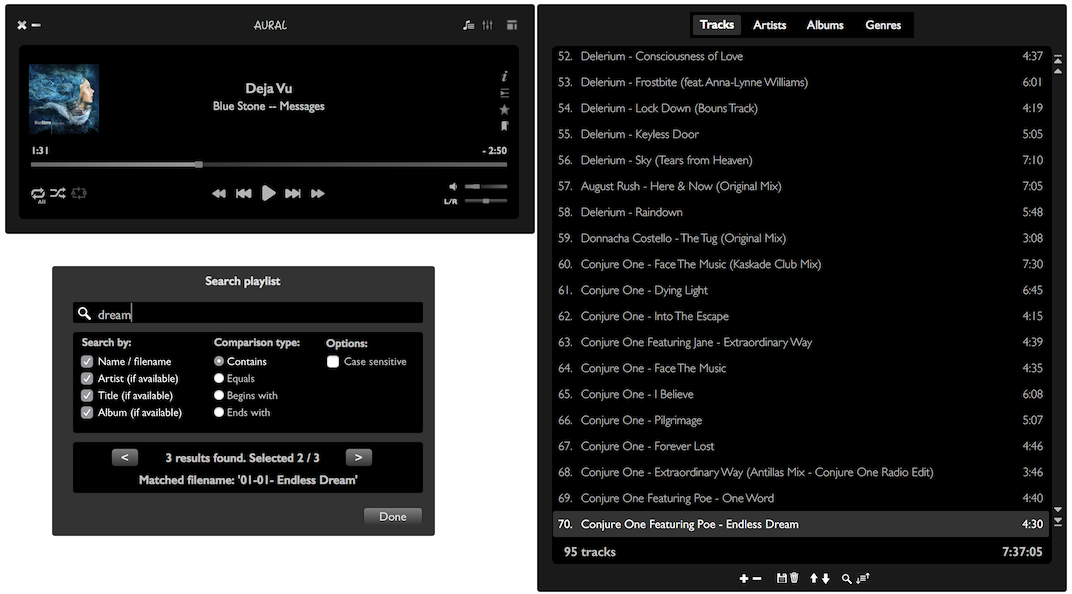 AURAL
Deja Vu
Blue Stone -- Messages
1:31
- 2:50
All
L/R
Search playlist
dream
Search by:
Name / filename
Artist (if available)
Title (if available)
Album (if available)
Comparison type:
Contains
Equals
Begins with
Ends with
Options:
Case sensitive
<
3 results found. Selected 2 / 3
>
Matched filename: '01-01- Endless Dream'
Done
Tracks Artists Albums Genres
52. Delerium - Consciousness of Love 4:37
53. Delerium - Frostbite (feat. Anna-Lynne Williams) 6:01
54. Delerium - Lock Down (Bouns Track) 4:19
55. Delerium - Keyless Door 5:05
56. Delerium - Sky (Tears from Heaven) 7:10
57. August Rush - Here & Now (Original Mix) 7:05
58. Delerium - Raindown 5:48
59. Donnacha Costello - The Tug (Original Mix) 3:08
60. Conjure One - Face The Music (Kaskade Club Mix) 7:30
61. Conjure One - Dying Light 6:45
62. Conjure One - Into The Escape 4:15
63. Conjure One Featuring Jane - Extraordinary Way 4:39
64. Conjure One - Face The Music 4:35
65. Conjure One - I Believe 6:08
66. Conjure One - Pilgrimage 5:07
67. Conjure One - Forever Lost 4:46
68. Conjure One - Extraordinary Way (Antillas Mix - Conjure One Radio Edit) 3:46
69. Conjure One Featuring Poe - One Word 4:40
70. Conjure One Featuring Poe - Endless Dream 4:30
95 tracks 7:37:05